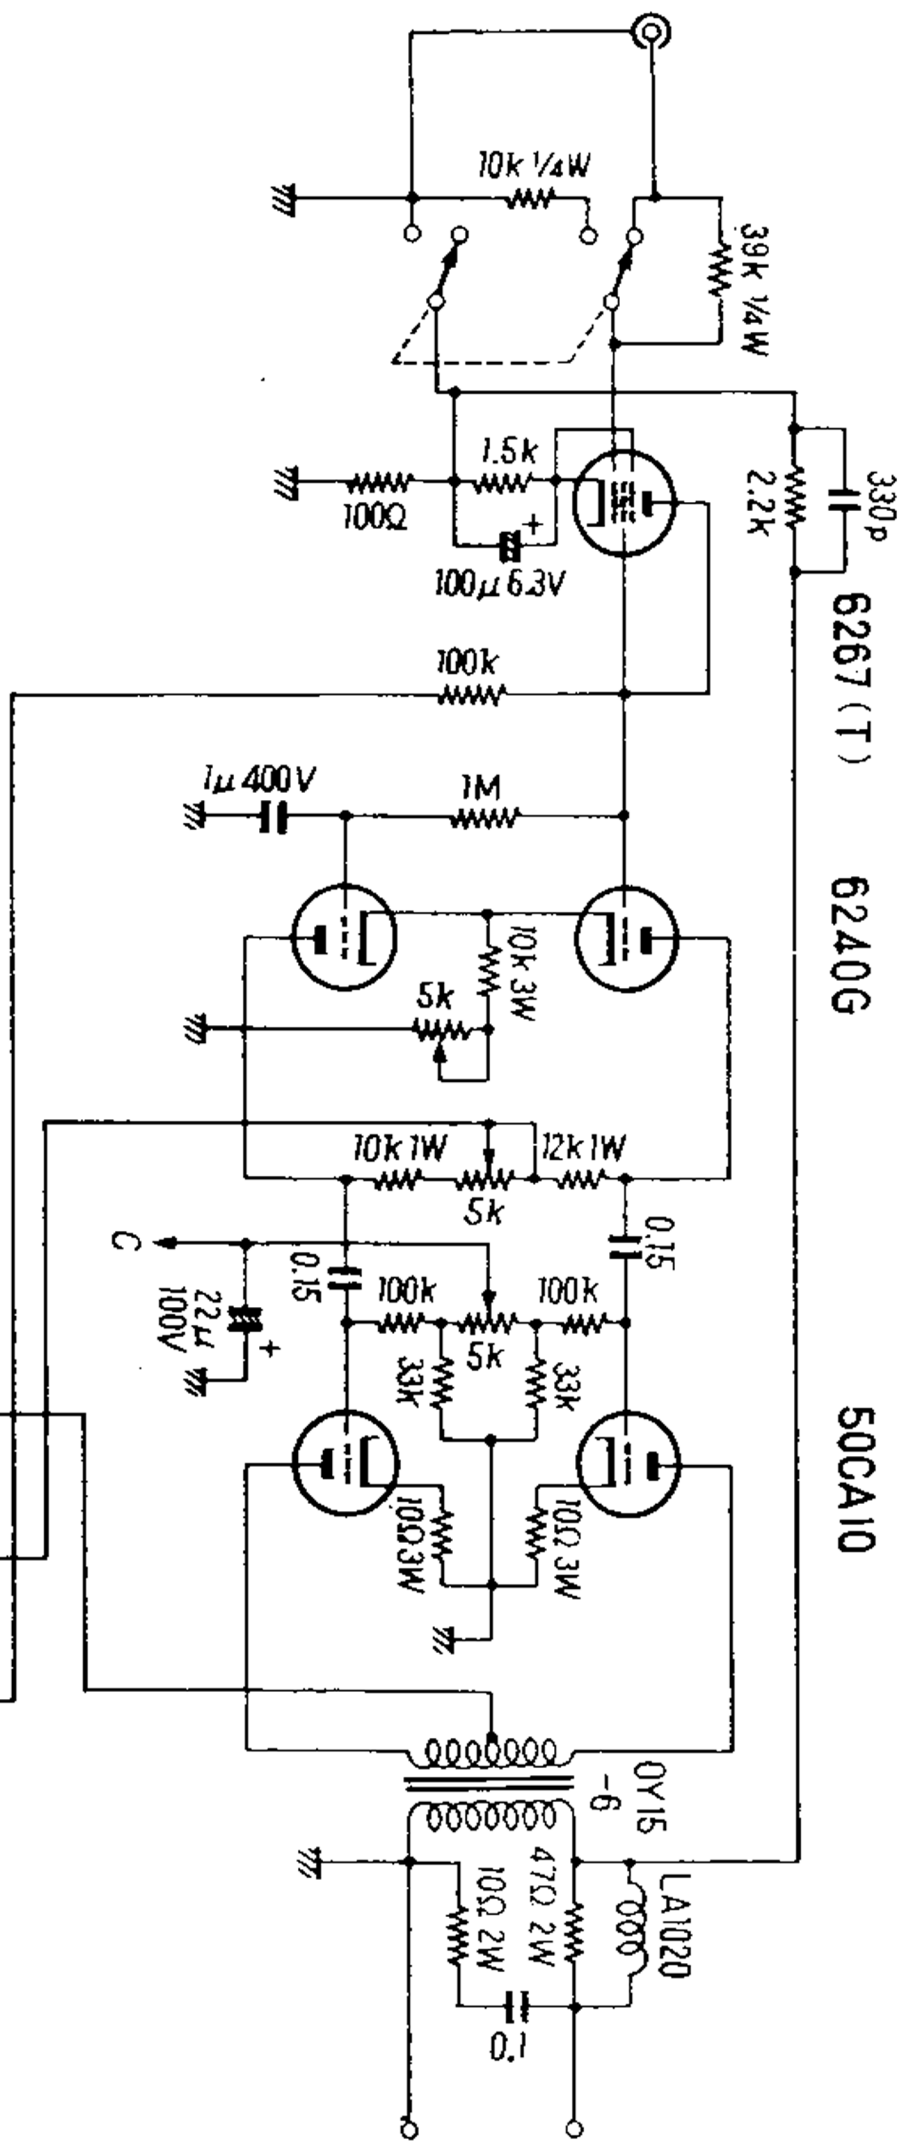 10k ¼W
39k ¼W
330p
2.2k
1.5k
100Ω
+
100μ 6.3V
6267 (T)
100k
1μ 400V
1M
6240G
10k 3W
5k
10k 1W
12k 1W
5k
C
0.15
0.15
22μ
100V
+
100k
100k
5k
33k
33k
50CA10
10Ω 3W
10Ω 3W
OY15
-6
LA1020
47Ω 2W
10Ω 2W
0.1